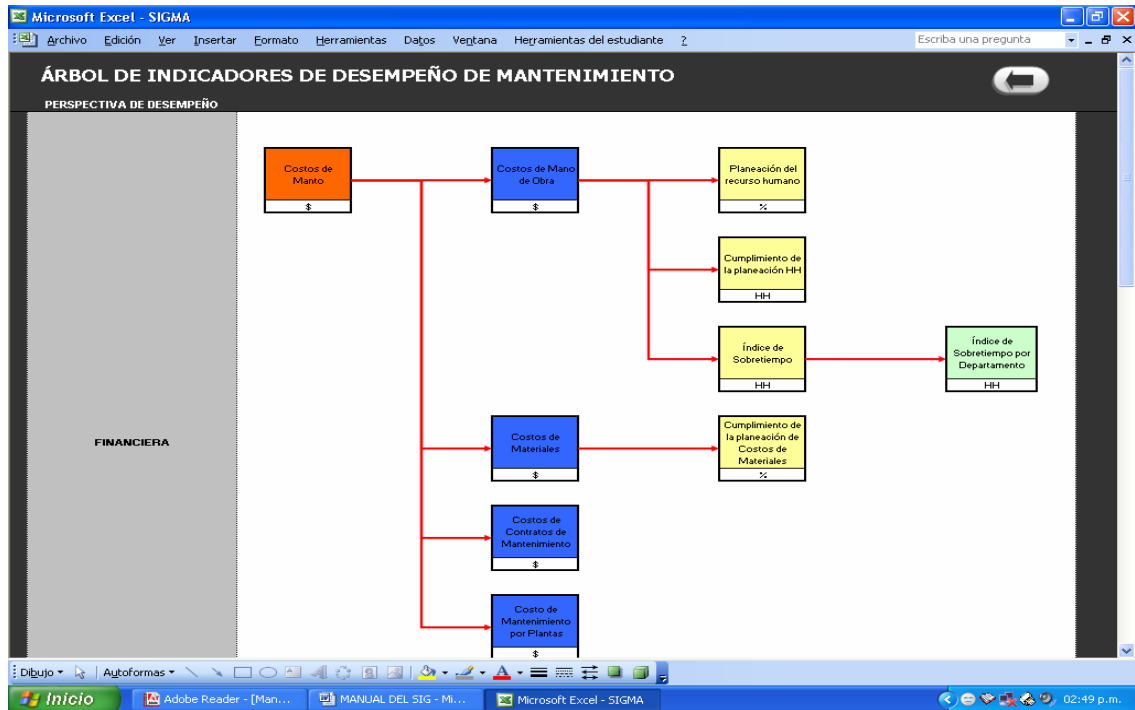 Microsoft Excel - SIGMA
Archivo Edición Ver Insertar Formato Herramientas Datos Ventana Herramientas del estudiante ?
Escriba una pregunta
ÁRBOL DE INDICADORES DE DESEMPEÑO DE MANTENIMIENTO
PERSPECTIVA DE DESEMPEÑO
FINANCIERA
Costos de
Manto
$
Costos de Mano
de Obra
$
Planeación del
recurso humano
%
Cumplimiento de
la planeación HH
HH
Índice de
Sobretiempo
HH
Índice de
Sobretiempo por
Departamento
HH
Costos de
Materiales
$
Cumplimiento de
la planeación de
Costos de
Materiales
%
Costos de
Contratos de
Mantenimiento
$
Costo de
Mantenimiento
por Plantas
$
Dibujo Autoformas
Inicio
Adobe Reader - [Man...
MANUAL DEL SIG - Mi...
Microsoft Excel - SIGMA
02:49 p.m.